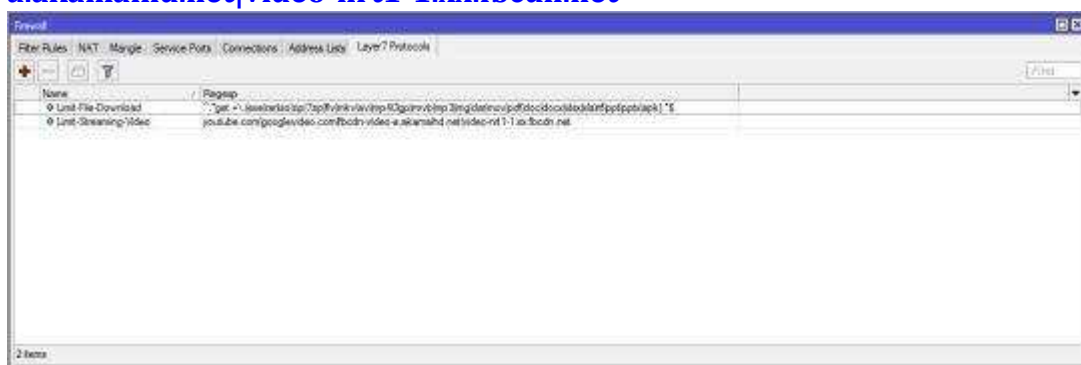 a.akamaihd.net|video-nrt1-1.xx.fbcdn.net
Firewall
Filter Rules NAT Mangle Service Ports Connections Address Lists Layer7 Protocols
Find
Name / Regexp
Limit-File-Download
Limit-Streaming-Video youtube.com|googlevideo.com|fbcdn-video-a.akamaihd.net|video-nrt1-1.xx.fbcdn.net
2 items